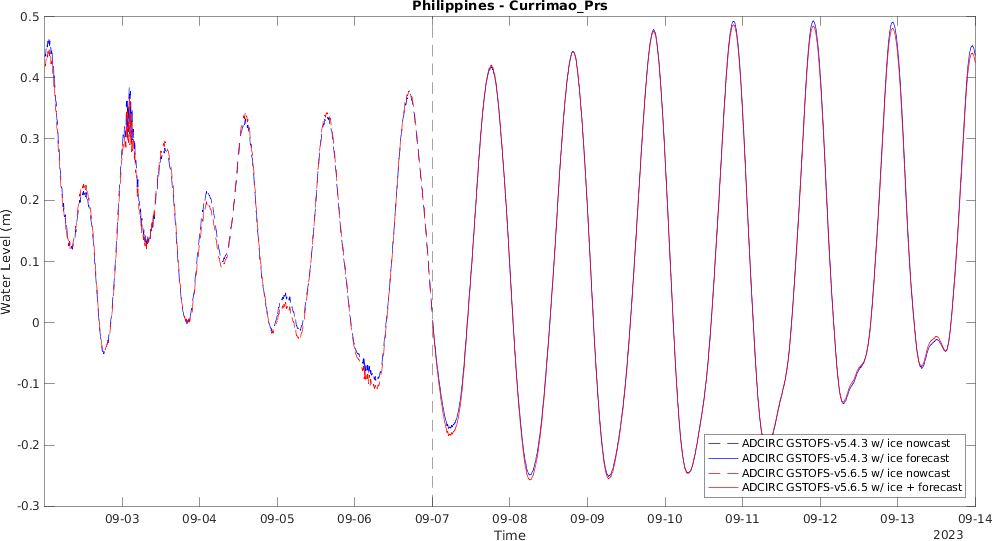 Philippines - Currimao_Prs
0.5
0.4
0.3
0.2
0.1
0
-0.1
-0.2
-0.3
Water Level (m)
ADCIRC GSTOFS-v5.4.3 w/ ice nowcast
ADCIRC GSTOFS-v5.4.3 w/ ice forecast
ADCIRC GSTOFS-v5.6.5 w/ ice nowcast
ADCIRC GSTOFS-v5.6.5 w/ ice + forecast
09-03 09-04 09-05 09-06 09-07 09-08 09-09 09-10 09-11 09-12 09-13 09-14
Time
2023